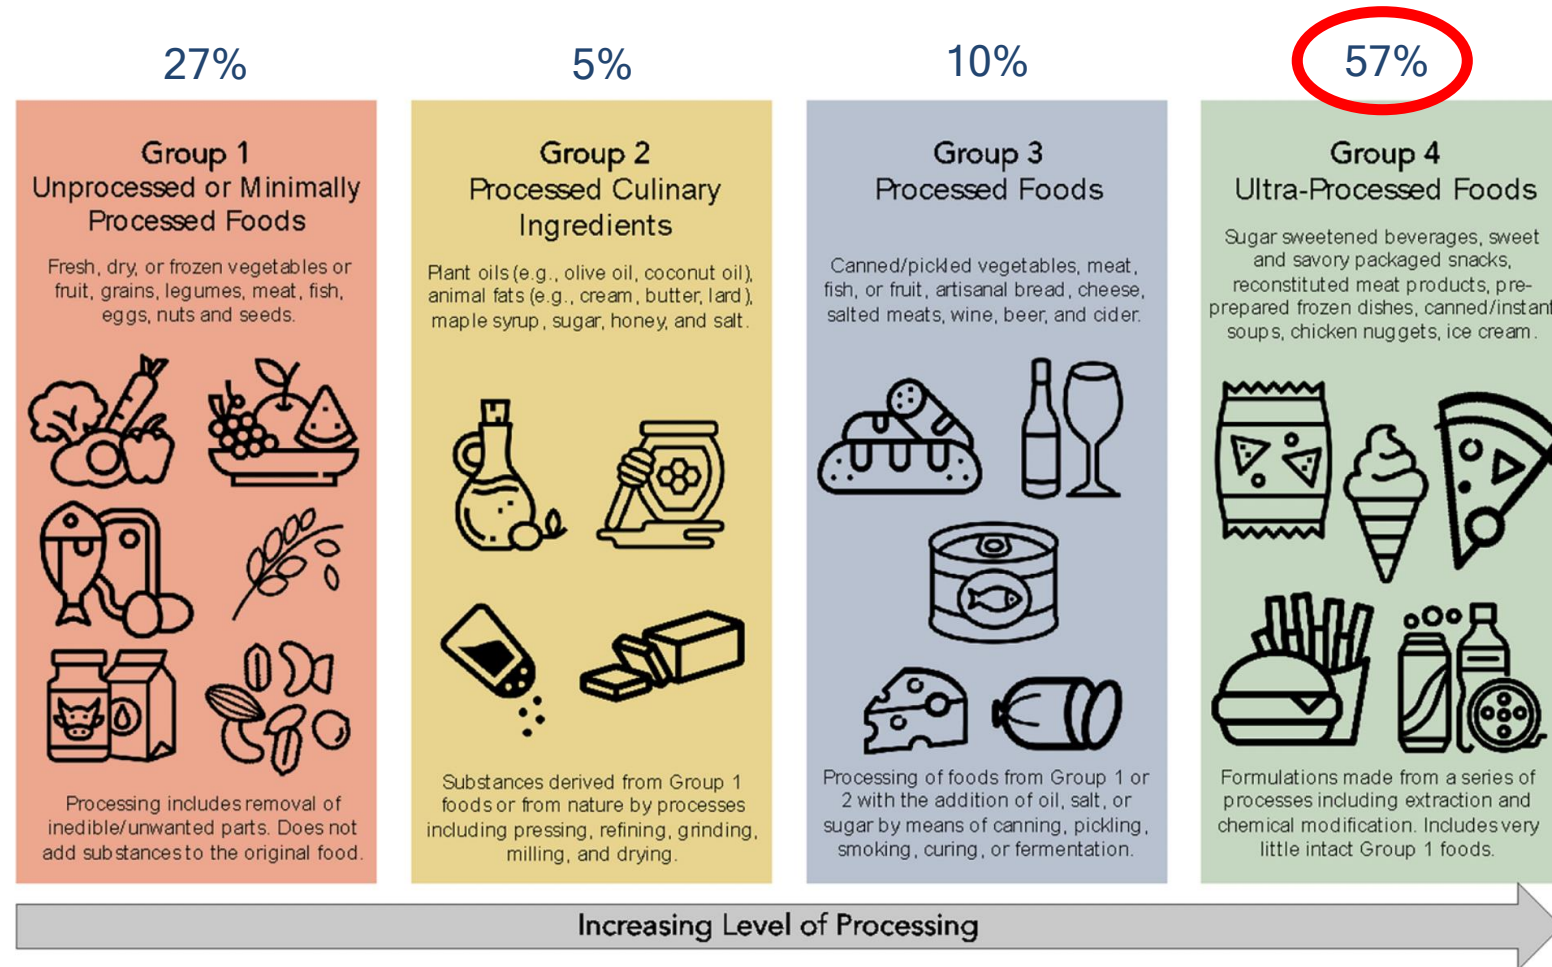 27%
5%
10%
57%
Group 1
Unprocessed or Minimally
Processed Foods
Fresh, dry, or frozen vegetables or
fruit, grains, legumes, meat, fish,
eggs, nuts and seeds.
Processing includes removal of
inedible/unwanted parts. Does not
add substances to the original food.
Group 2
Processed Culinary
Ingredients
Plant oils (e.g., olive oil, coconut oil),
animal fats (e.g., cream, butter, lard),
maple syrup, sugar, honey, and salt.
Substances derived from Group 1
foods or from nature by processes
including pressing, refining, grinding,
milling, and drying.
Group 3
Processed Foods
Canned/pickled vegetables, meat,
fish, or fruit, artisanal bread, cheese,
salted meats, wine, beer, and cider.
Processing of foods from Group 1 or
2 with the addition of oil, salt, or
sugar by means of canning, pickling,
smoking, curing, or fermentation.
Group 4
Ultra-Processed Foods
Sugar sweetened beverages, sweet
and savory packaged snacks,
reconstituted meat products, pre-
prepared frozen dishes, canned/instant
soups, chicken nuggets, ice cream.
Formulations made from a series of
processes including extraction and
chemical modification. Includes very
little intact Group 1 foods.
Increasing Level of Processing